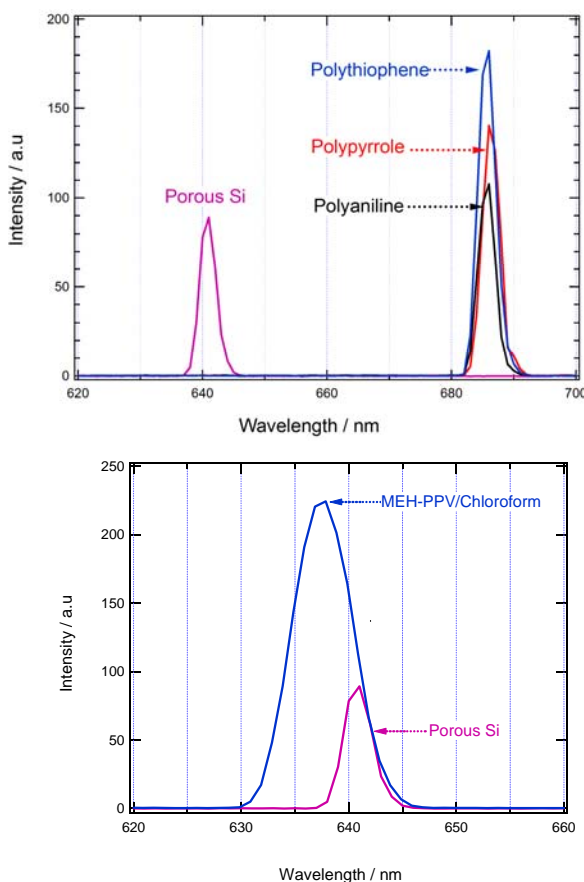 200
150
100
50
0
Intensity / a.u
Polythiophene
Polypyrrole
Porous Si
Polyaniline
620
640
660
680
700
Wavelength / nm
250
200
150
100
50
0
Intensity / a.u
MEH-PPV/Chloroform
Porous Si
620
630
640
650
660
Wavelength / nm